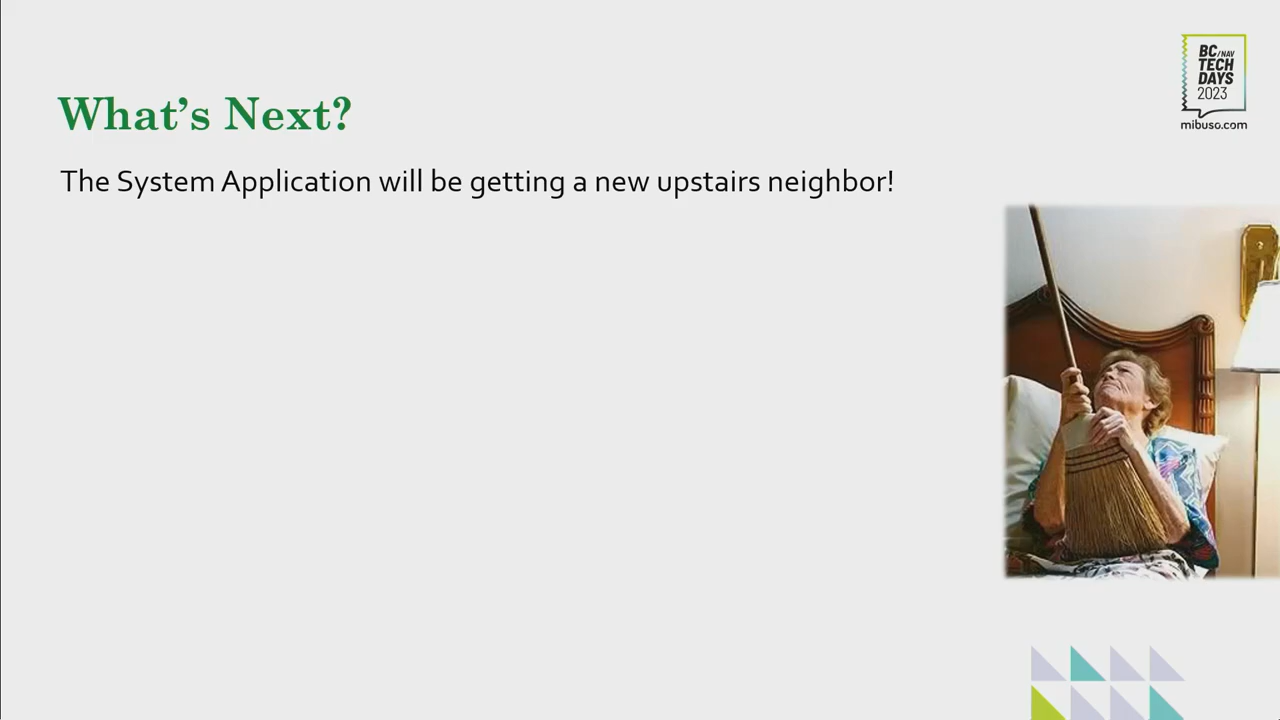 BC/NAV
TECH
DAYS
2023
mibuso.com
What's Next?
The System Application will be getting a new upstairs neighbor!